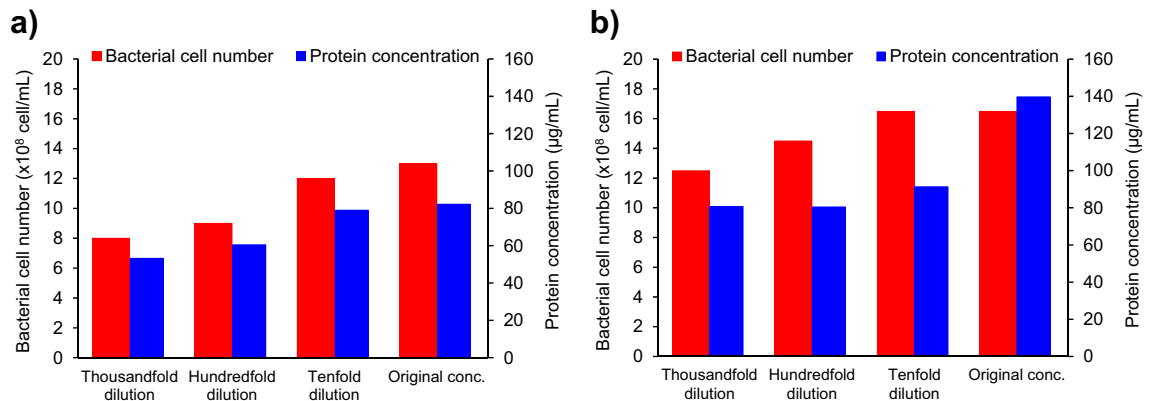 a)
Bacterial cell number
Protein concentration
Bacterial cell number (x10⁸ cell/mL)
20
18
16
14
12
10
8
6
4
2
0
160
140
120
100
80
60
40
20
0
Protein concentration (µg/mL)
Thousandfold
dilution
Hundredfold
dilution
Tenfold
dilution
Original conc.
b)
Bacterial cell number
Protein concentration
Bacterial cell number (x10⁸ cell/mL)
20
18
16
14
12
10
8
6
4
2
0
160
140
120
100
80
60
40
20
0
Protein concentration (µg/mL)
Thousandfold
dilution
Hundredfold
dilution
Tenfold
dilution
Original conc.